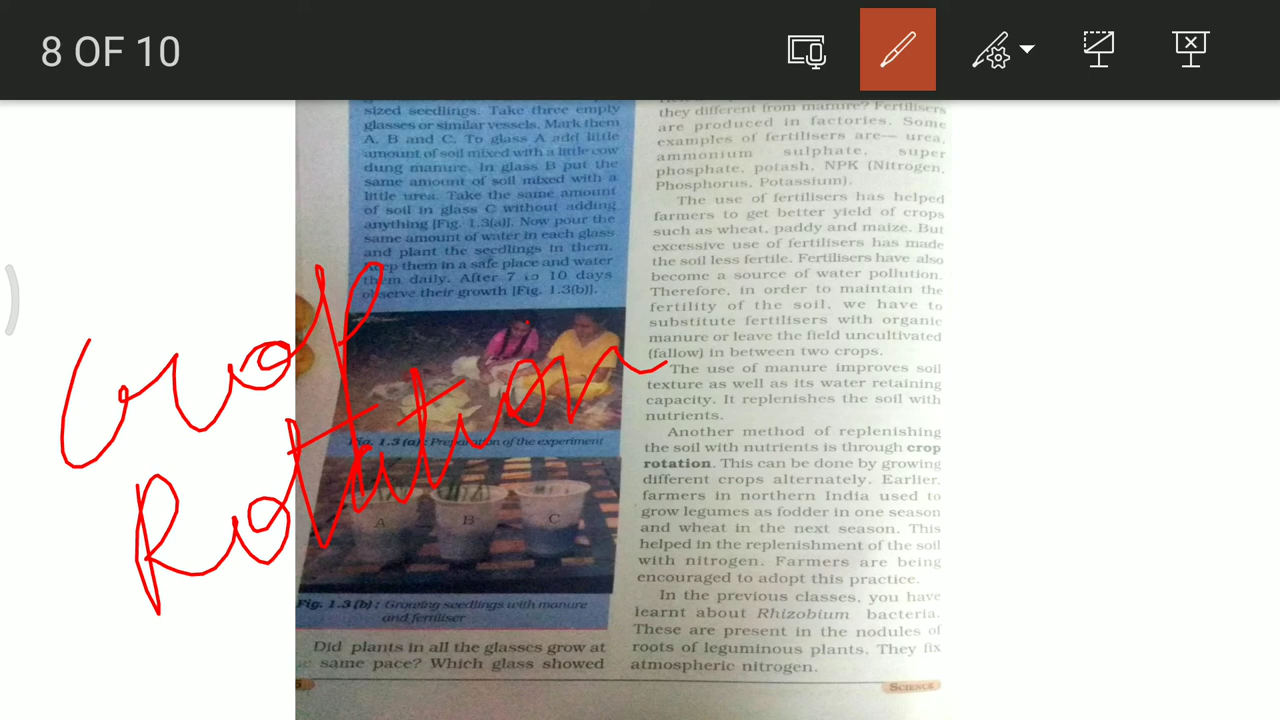 8 OF 10
sized seedlings. Take three empty
glasses or similar vessels. Mark them
A, B and C. To glass A add little
amount of soil mixed with a little cow
dung manure. In glass B put the
same amount of soil mixed with a
little urea. Take the same amount
of soil in glass C without adding
anything [Fig. 1.3(a)]. Now pour the
same amount of water in each glass
and plant the seedlings in them.
Keep them in a safe place and water
them daily. After 7 to 10 days
observe their growth [Fig. 1.3(b)].
Crop
Rotation
Fig. 1.3 (a) : Preparation of the experiment
A B C
Fig. 1.3 (b) : Growing seedlings with manure
and fertiliser
Did plants in all the glasses grow at
same pace? Which glass showed
they different from manure? Fertilisers
are produced in factories. Some
examples of fertilisers are— urea,
ammonium sulphate, super
phosphate, potash, NPK (Nitrogen,
Phosphorus, Potassium).
The use of fertilisers has helped
farmers to get better yield of crops
such as wheat, paddy and maize. But
excessive use of fertilisers has made
the soil less fertile. Fertilisers have also
become a source of water pollution.
Therefore, in order to maintain the
fertility of the soil, we have to
substitute fertilisers with organic
manure or leave the field uncultivated
(fallow) in between two crops.
The use of manure improves soil
texture as well as its water retaining
capacity. It replenishes the soil with
nutrients.
Another method of replenishing
the soil with nutrients is through crop
rotation. This can be done by growing
different crops alternately. Earlier,
farmers in northern India used to
grow legumes as fodder in one season
and wheat in the next season. This
helped in the replenishment of the soil
with nitrogen. Farmers are being
encouraged to adopt this practice.
In the previous classes, you have
learnt about Rhizobium bacteria.
These are present in the nodules of
roots of leguminous plants. They fix
atmospheric nitrogen.
SCIENCE